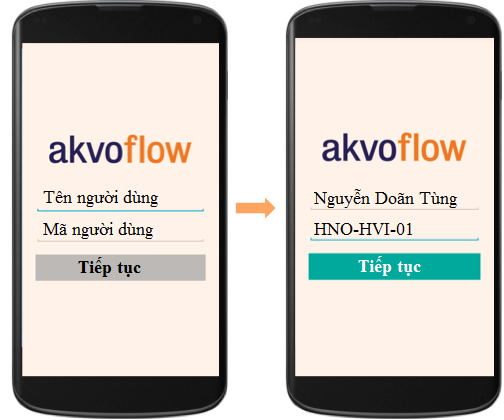 akvoflow
Tên người dùng
Mã người dùng
Tiếp tục
akvoflow
Nguyễn Doãn Tùng
HNO-HVI-01
Tiếp tục